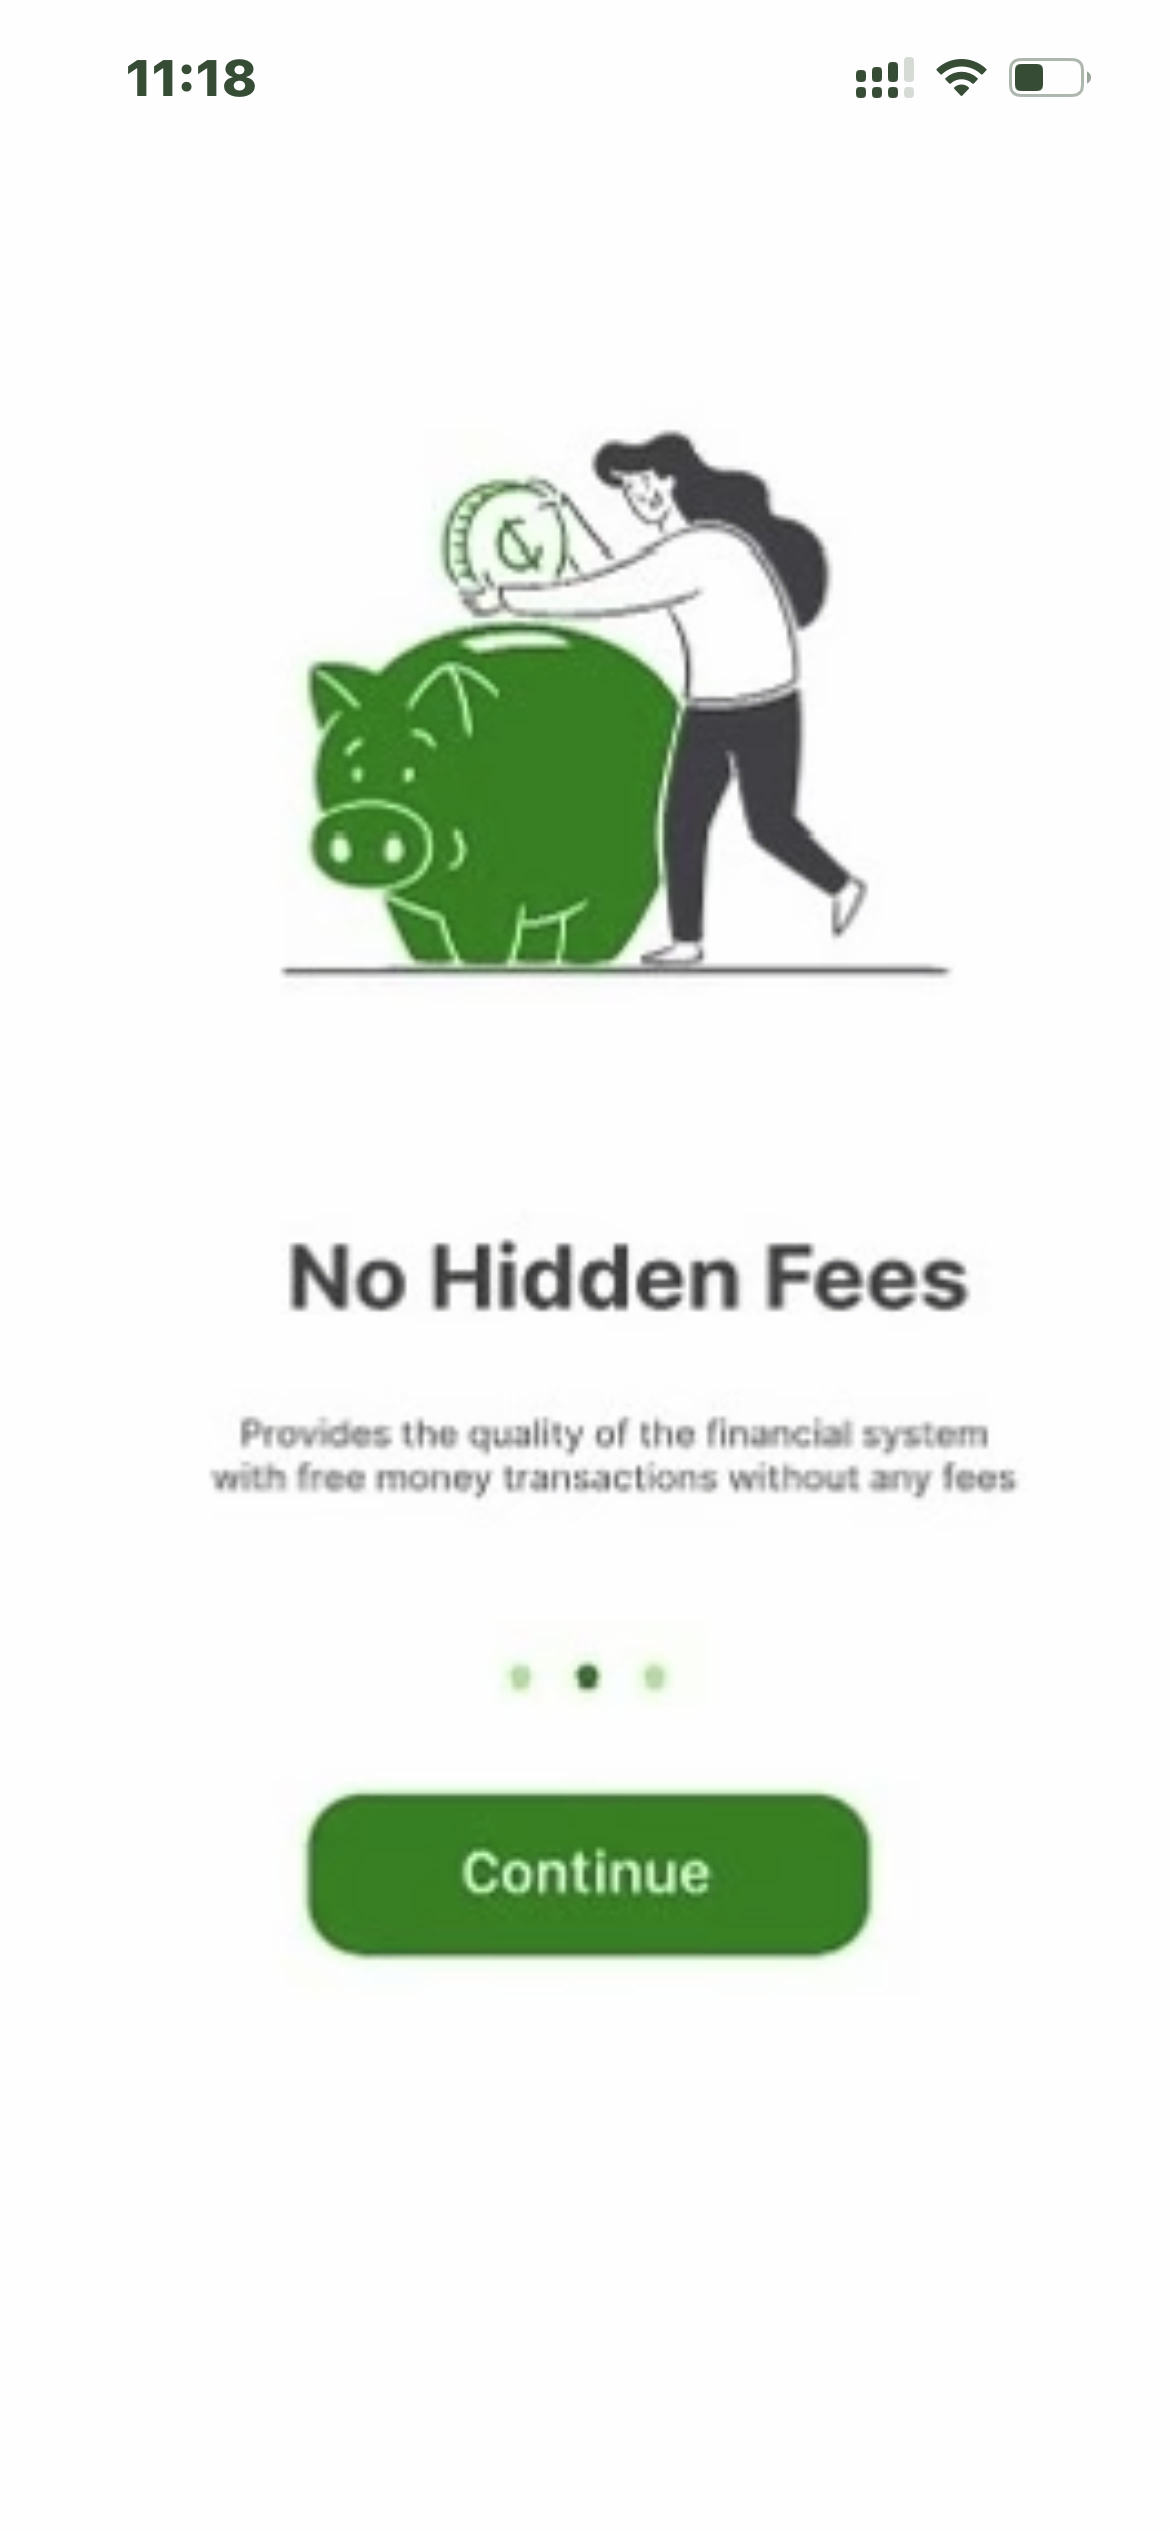 11:18
No Hidden Fees
Provides the quality of the financial system
with free money transactions without any fees
Continue